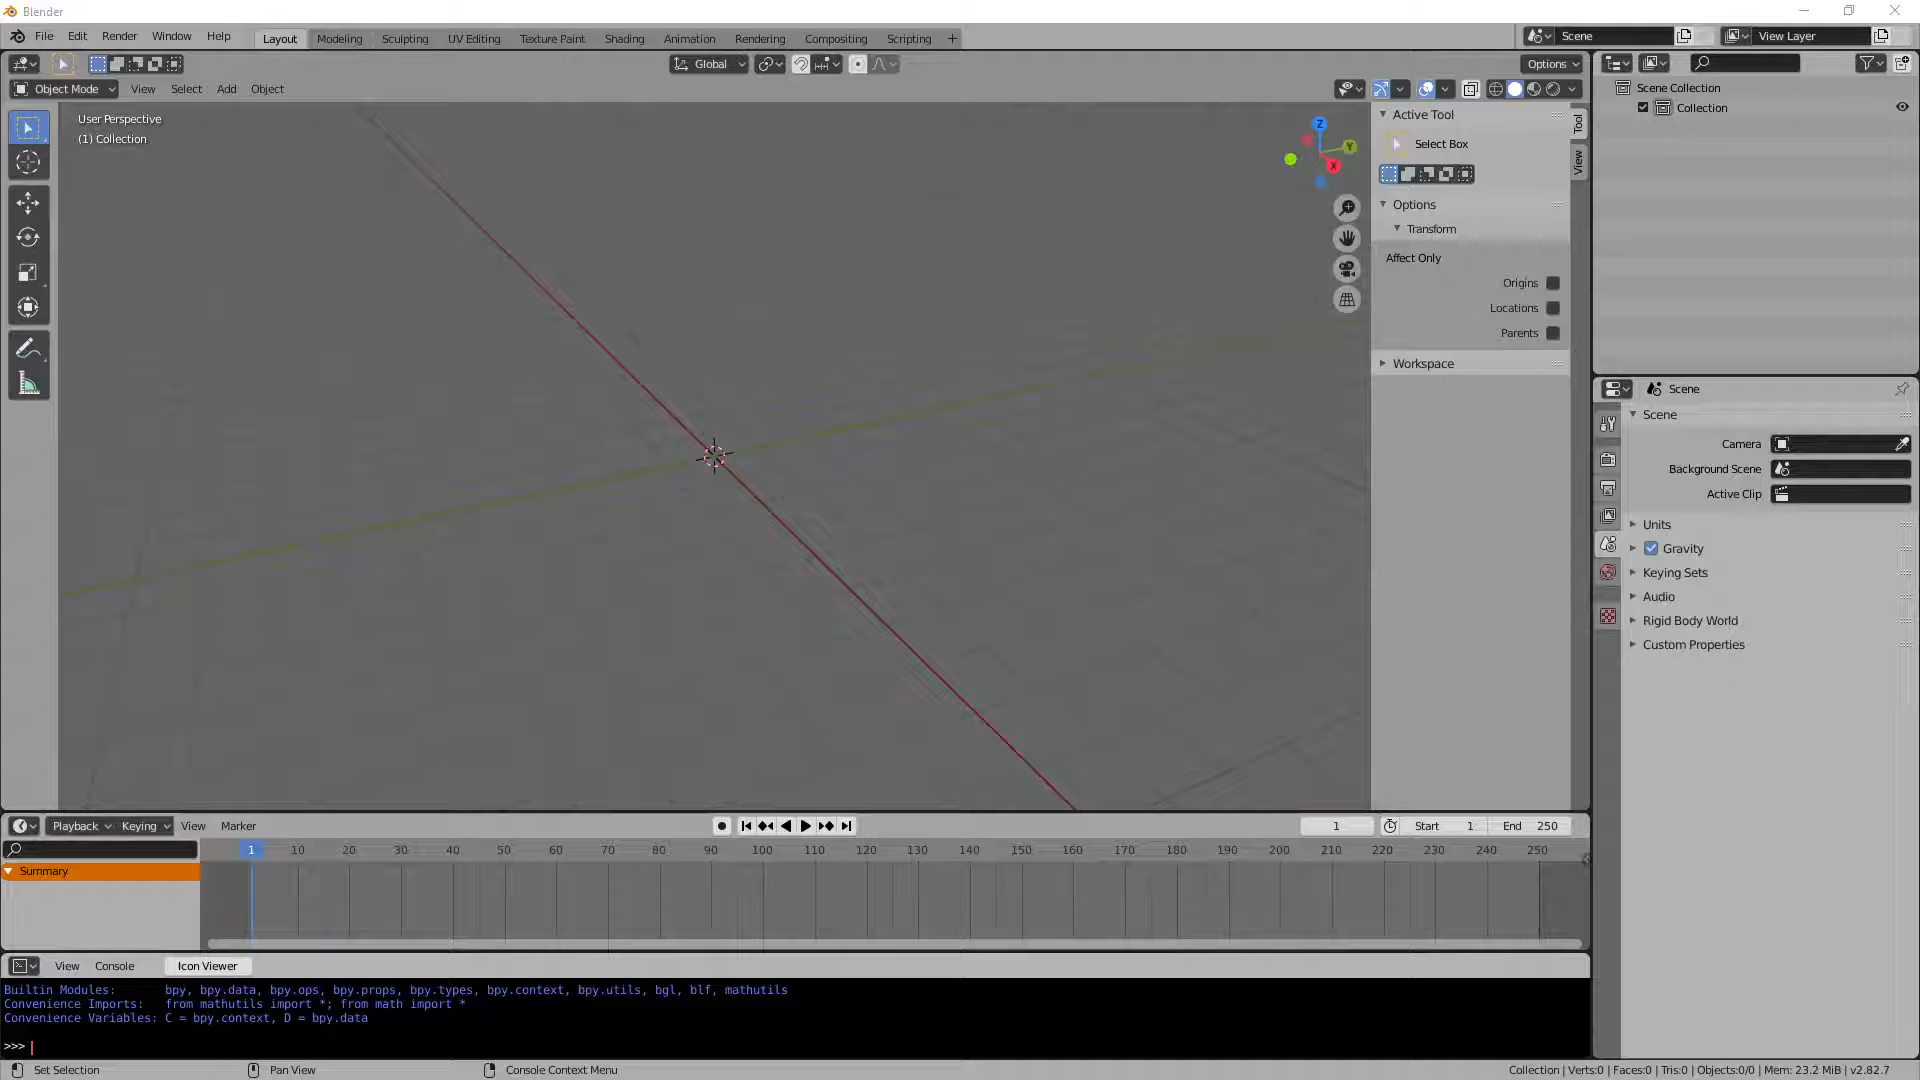 Blender
File Edit Render Window Help Layout Modeling Sculpting UV Editing Texture Paint Shading Animation Rendering Compositing Scripting + Scene View Layer
Global Options
Object Mode View Select Add Object
User Perspective
(1) Collection
Z
Y
X
Active Tool
Select Box
Options
Transform
Affect Only
Origins
Locations
Parents
Workspace
Tool
View
Scene Collection
Collection
Scene
Scene
Camera
Background Scene
Active Clip
Units
Gravity
Keying Sets
Audio
Rigid Body World
Custom Properties
Playback Keying View Marker 1 Start 1 End 250
1 10 20 30 40 50 60 70 80 90 100 110 120 130 140 150 160 170 180 190 200 210 220 230 240 250
Summary
View Console Icon Viewer
Builtin Modules: bpy, bpy.data, bpy.ops, bpy.props, bpy.types, bpy.context, bpy.utils, bgl, blf, mathutils
Convenience Imports: from mathutils import *; from math import *
Convenience Variables: C = bpy.context, D = bpy.data
>>>
Set Selection Pan View Console Context Menu Collection | Verts:0 | Faces:0 | Tris:0 | Objects:0/0 | Mem: 23.2 MiB | v2.82.7